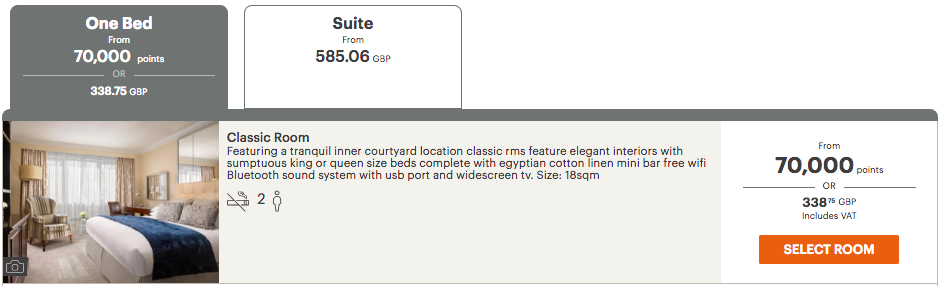 One Bed
From
70,000 points
OR
338.75 GBP
Suite
From
585.06 GBP
Classic Room
Featuring a tranquil inner courtyard location classic rms feature elegant interiors with
sumptuous king or queen size beds complete with egyptian cotton linen mini bar free wifi
Bluetooth sound system with usb port and widescreen tv. Size: 18sqm
2
From
70,000 points
OR
338⁷⁵ GBP
Includes VAT
SELECT ROOM